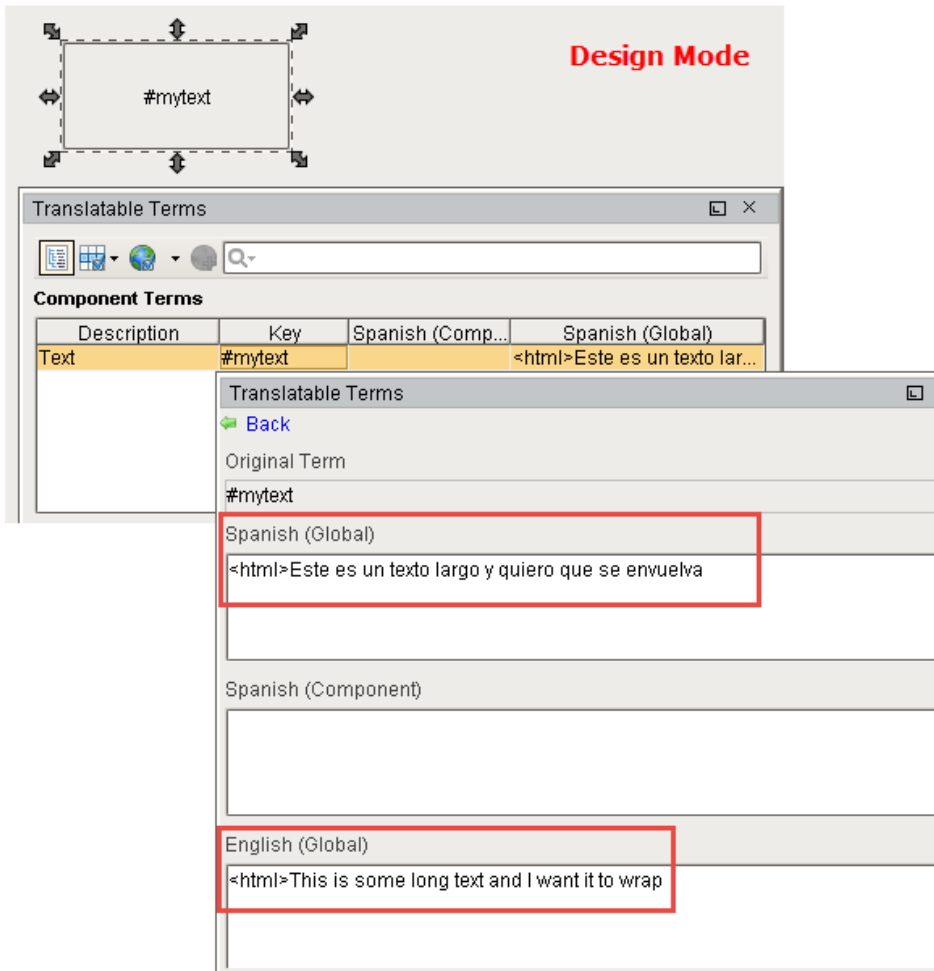 Design Mode
#mytext
Translatable Terms
Component Terms
Description Key Spanish (Comp... Spanish (Global)
Text #mytext <html>Este es un texto lar...
Translatable Terms
Back
Original Term
#mytext
Spanish (Global)
<html>Este es un texto largo y quiero que se envuelva
Spanish (Component)
English (Global)
<html>This is some long text and I want it to wrap